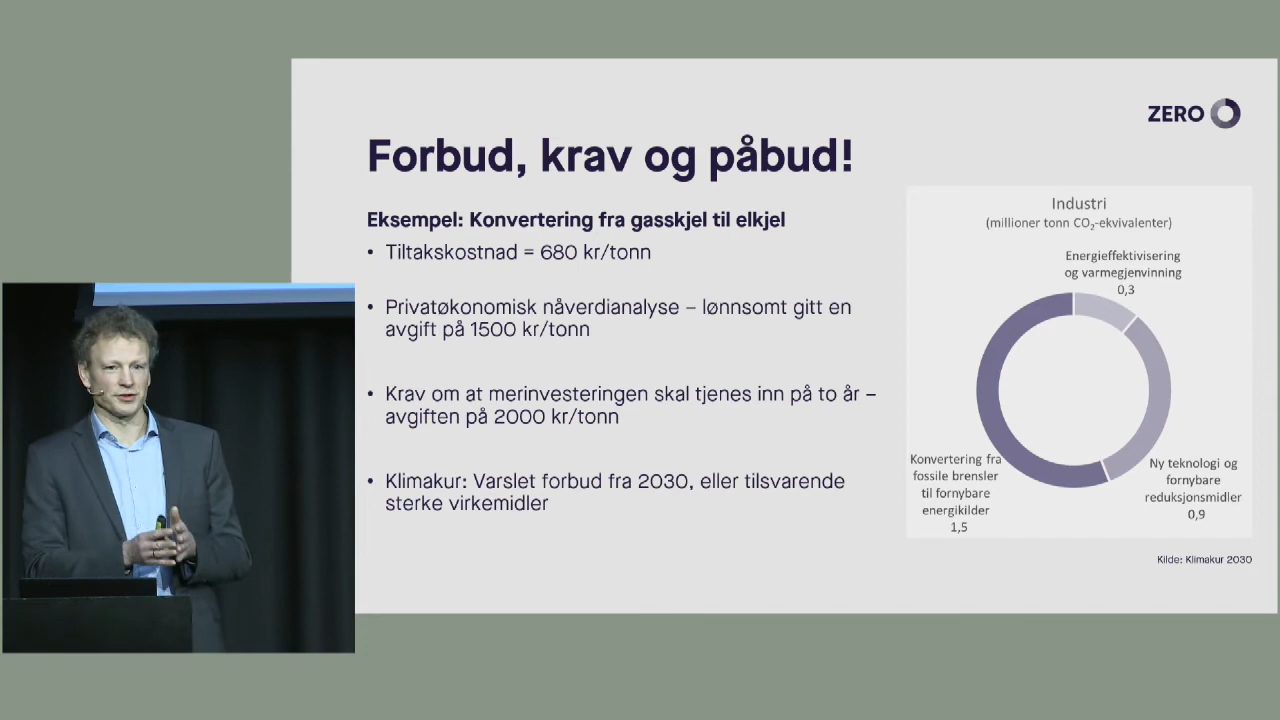 ZERO
Forbud, krav og påbud!
Eksempel: Konvertering fra gasskjel til elkjel
• Tiltakskostnad = 680 kr/tonn
• Privatøkonomisk nåverdianalyse – lønnsomt gitt en
avgift på 1500 kr/tonn
• Krav om at merinvesteringen skal tjenes inn på to år –
avgiften på 2000 kr/tonn
• Klimakur: Varslet forbud fra 2030, eller tilsvarende
sterke virkemidler
Industri
(millioner tonn CO₂-ekvivalenter)
Energieffektivisering
og varmegjenvinning
0,3
Konvertering fra
fossile brensler
til fornybare
energikilder
1,5
Ny teknologi og
fornybare
reduksjonsmidler
0,9
Kilde: Klimakur 2030